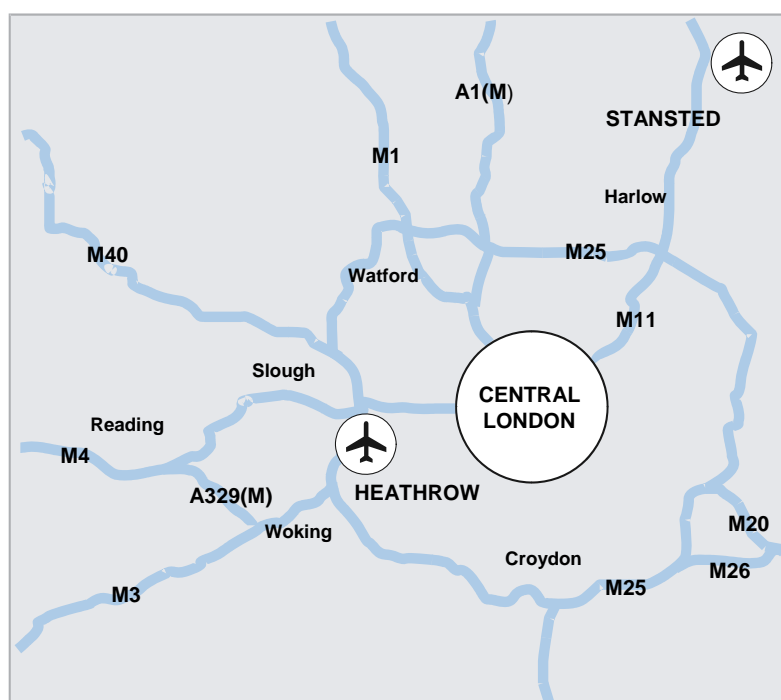 A1(M)
STANSTED
M1
Harlow
M40
M25
Watford
M11
Slough
CENTRAL
LONDON
Reading
M4
A329(M)
HEATHROW
Woking
M20
Croydon
M26
M3
M25